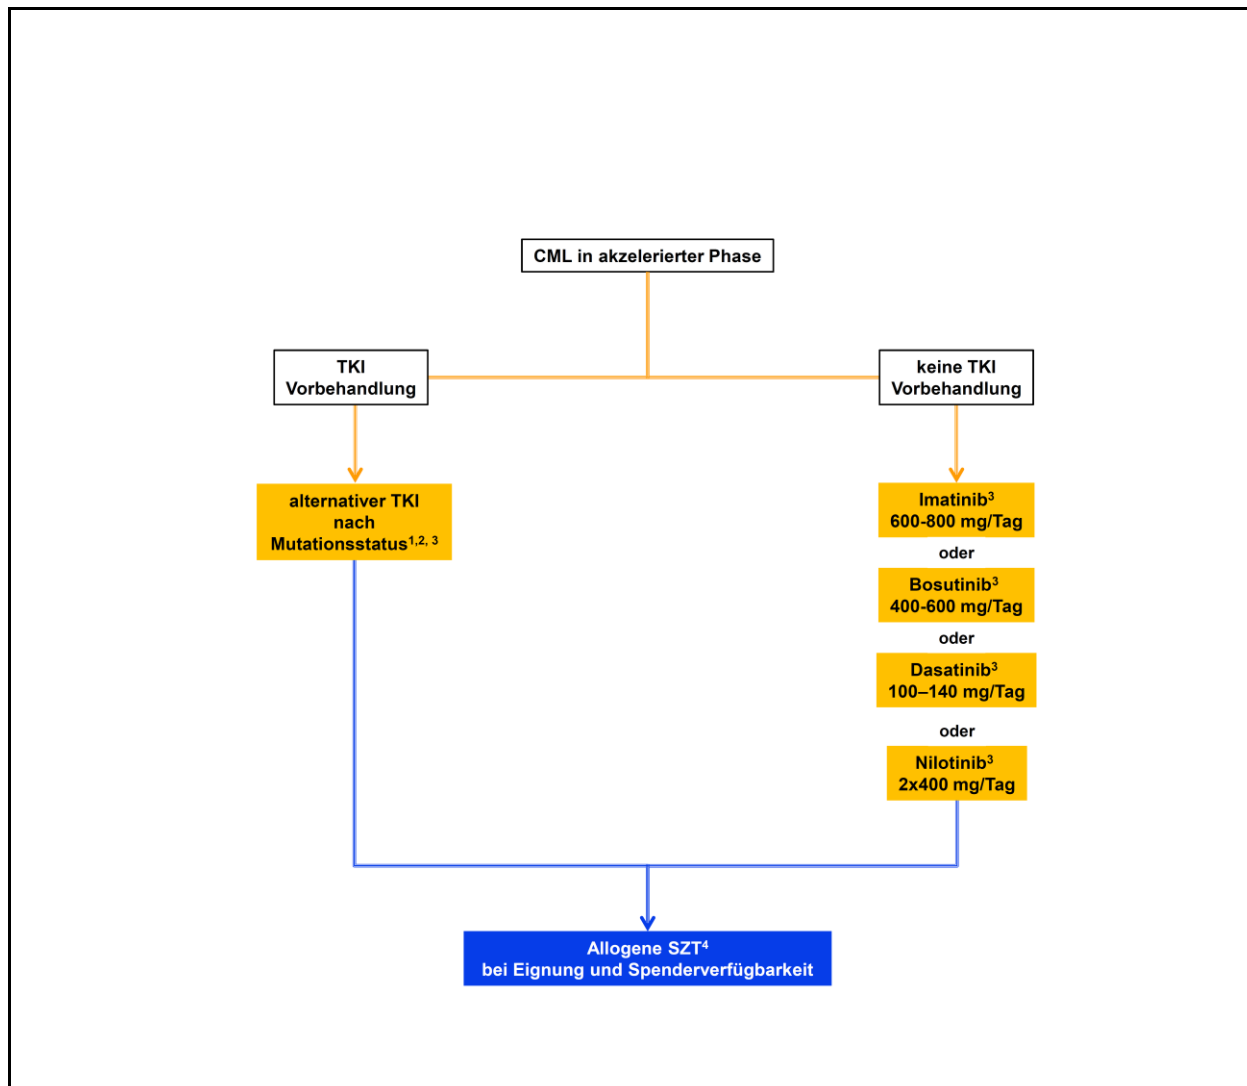 CML in akzelerierter Phase
TKI
Vorbehandlung
keine TKI
Vorbehandlung
alternativer TKI
nach
Mutationsstatus1,2, 3
Imatinib3
600-800 mg/Tag
oder
Bosutinib3
400-600 mg/Tag
oder
Dasatinib3
100–140 mg/Tag
oder
Nilotinib3
2x400 mg/Tag
Allogene SZT4
bei Eignung und Spenderverfügbarkeit